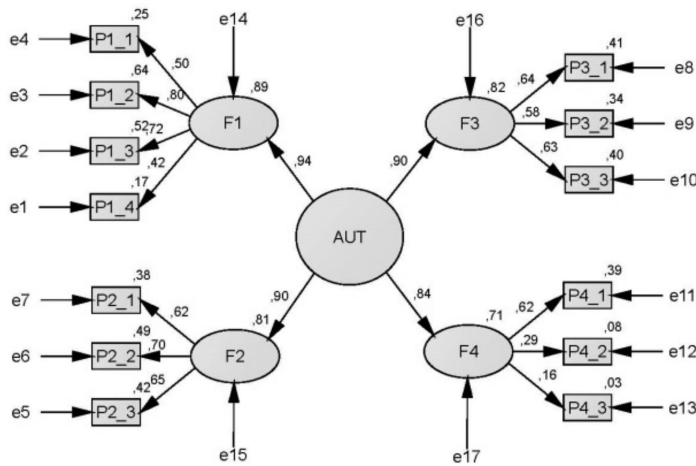 ,25
e14
e16
e4
P1_1
,50
,41
,64
,89
,82
,64
P3_1
e8
e3
P1_2
,80
F1
F3
,34
,52
,72
,58
P3_2
e9
e2
P1_3
,42
,63
,40
,17
,94
,90
P3_3
e10
e1
P1_4
AUT
,38
,39
e7
P2_1
,90
,84
P4_1
e11
,62
,62
,49
,81
,71
,08
e6
P2_2
,70
F2
F4
,29
P4_2
e12
,42
,65
,16
,03
e5
P2_3
P4_3
e13
e15
e17